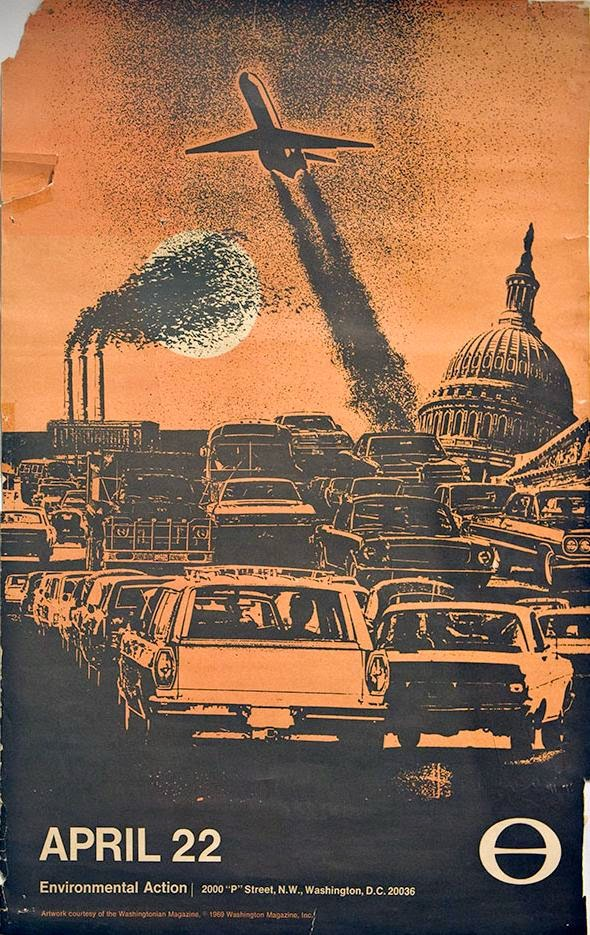 APRIL 22
Environmental Action | 2000 "P" Street, N.W., Washington, D.C. 20036
Artwork courtesy of the Washingtonian Magazine, © 1969 Washington Magazine, Inc.